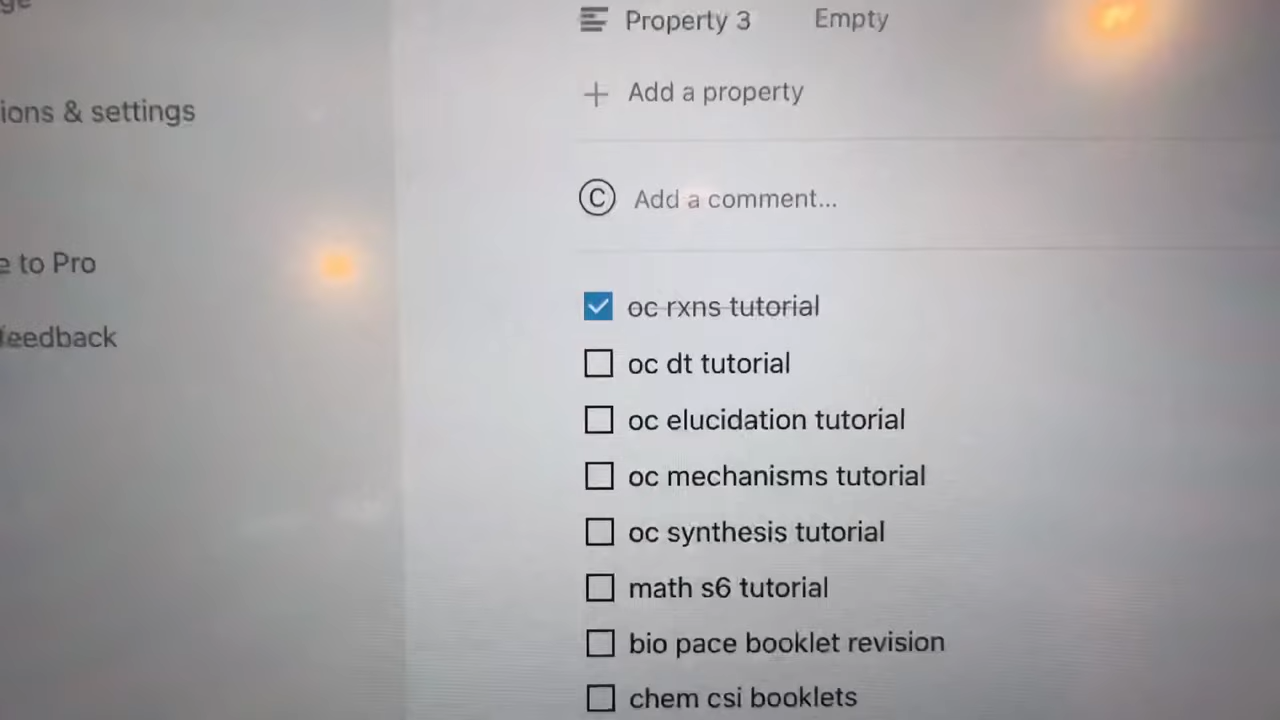 Property 3 Empty
+ Add a property
ions & settings
C Add a comment...
e to Pro
feedback
oc rxns tutorial
oc dt tutorial
oc elucidation tutorial
oc mechanisms tutorial
oc synthesis tutorial
math s6 tutorial
bio pace booklet revision
chem csi booklets